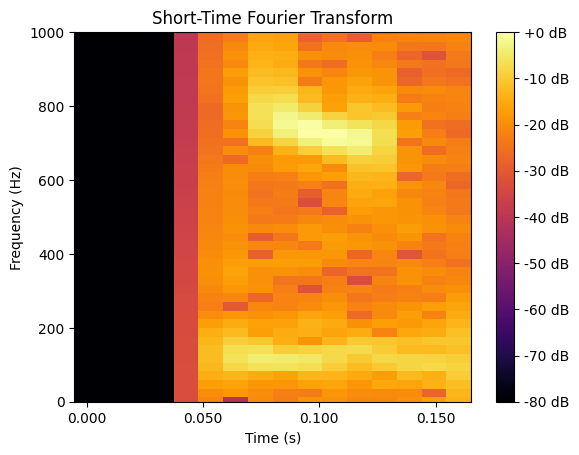 Short-Time Fourier Transform
1000
800
600
400
200
0
Frequency (Hz)
0.000
0.050
0.100
0.150
Time (s)
+0 dB
-10 dB
-20 dB
-30 dB
-40 dB
-50 dB
-60 dB
-70 dB
-80 dB